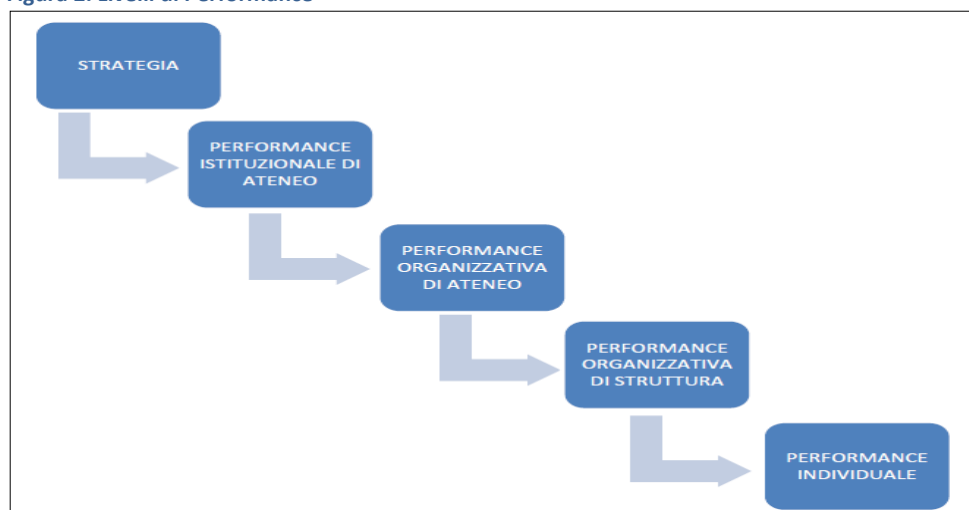 STRATEGIA
PERFORMANCE
ISTITUZIONALE DI
ATENEO
PERFORMANCE
ORGANIZZATIVA
DI ATENEO
PERFORMANCE
ORGANIZZATIVA
DI STRUTTURA
PERFORMANCE
INDIVIDUALE